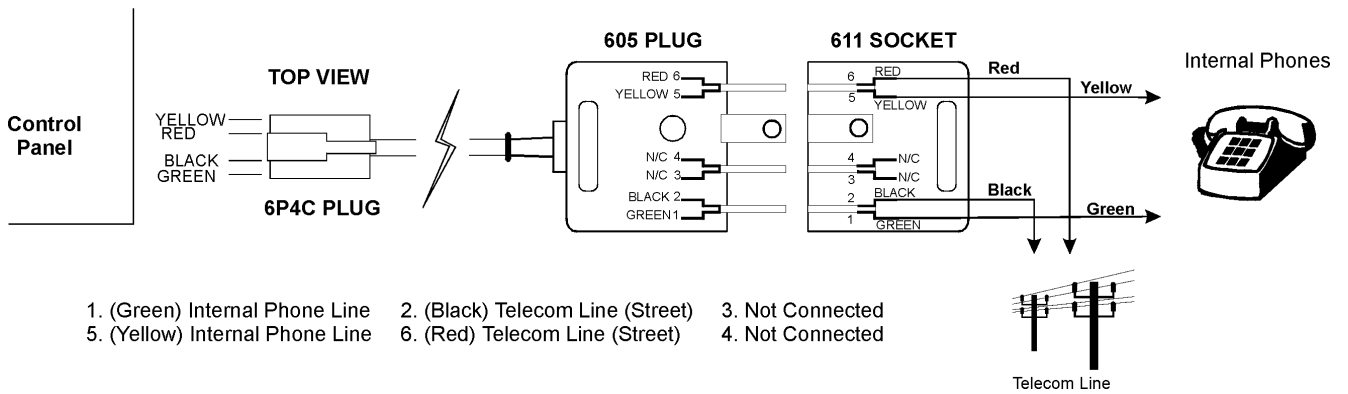 605 PLUG
611 SOCKET
Internal Phones
TOP VIEW
Control
Panel
YELLOW
RED
BLACK
GREEN
6P4C PLUG
RED 6
YELLOW 5
N/C 4
N/C 3
BLACK 2
GREEN 1
6 RED
5 YELLOW
4 N/C
3 N/C
2 BLACK
1 GREEN
Red
Yellow
Black
Green
1. (Green) Internal Phone Line 2. (Black) Telecom Line (Street) 3. Not Connected
5. (Yellow) Internal Phone Line 6. (Red) Telecom Line (Street) 4. Not Connected
Telecom Line